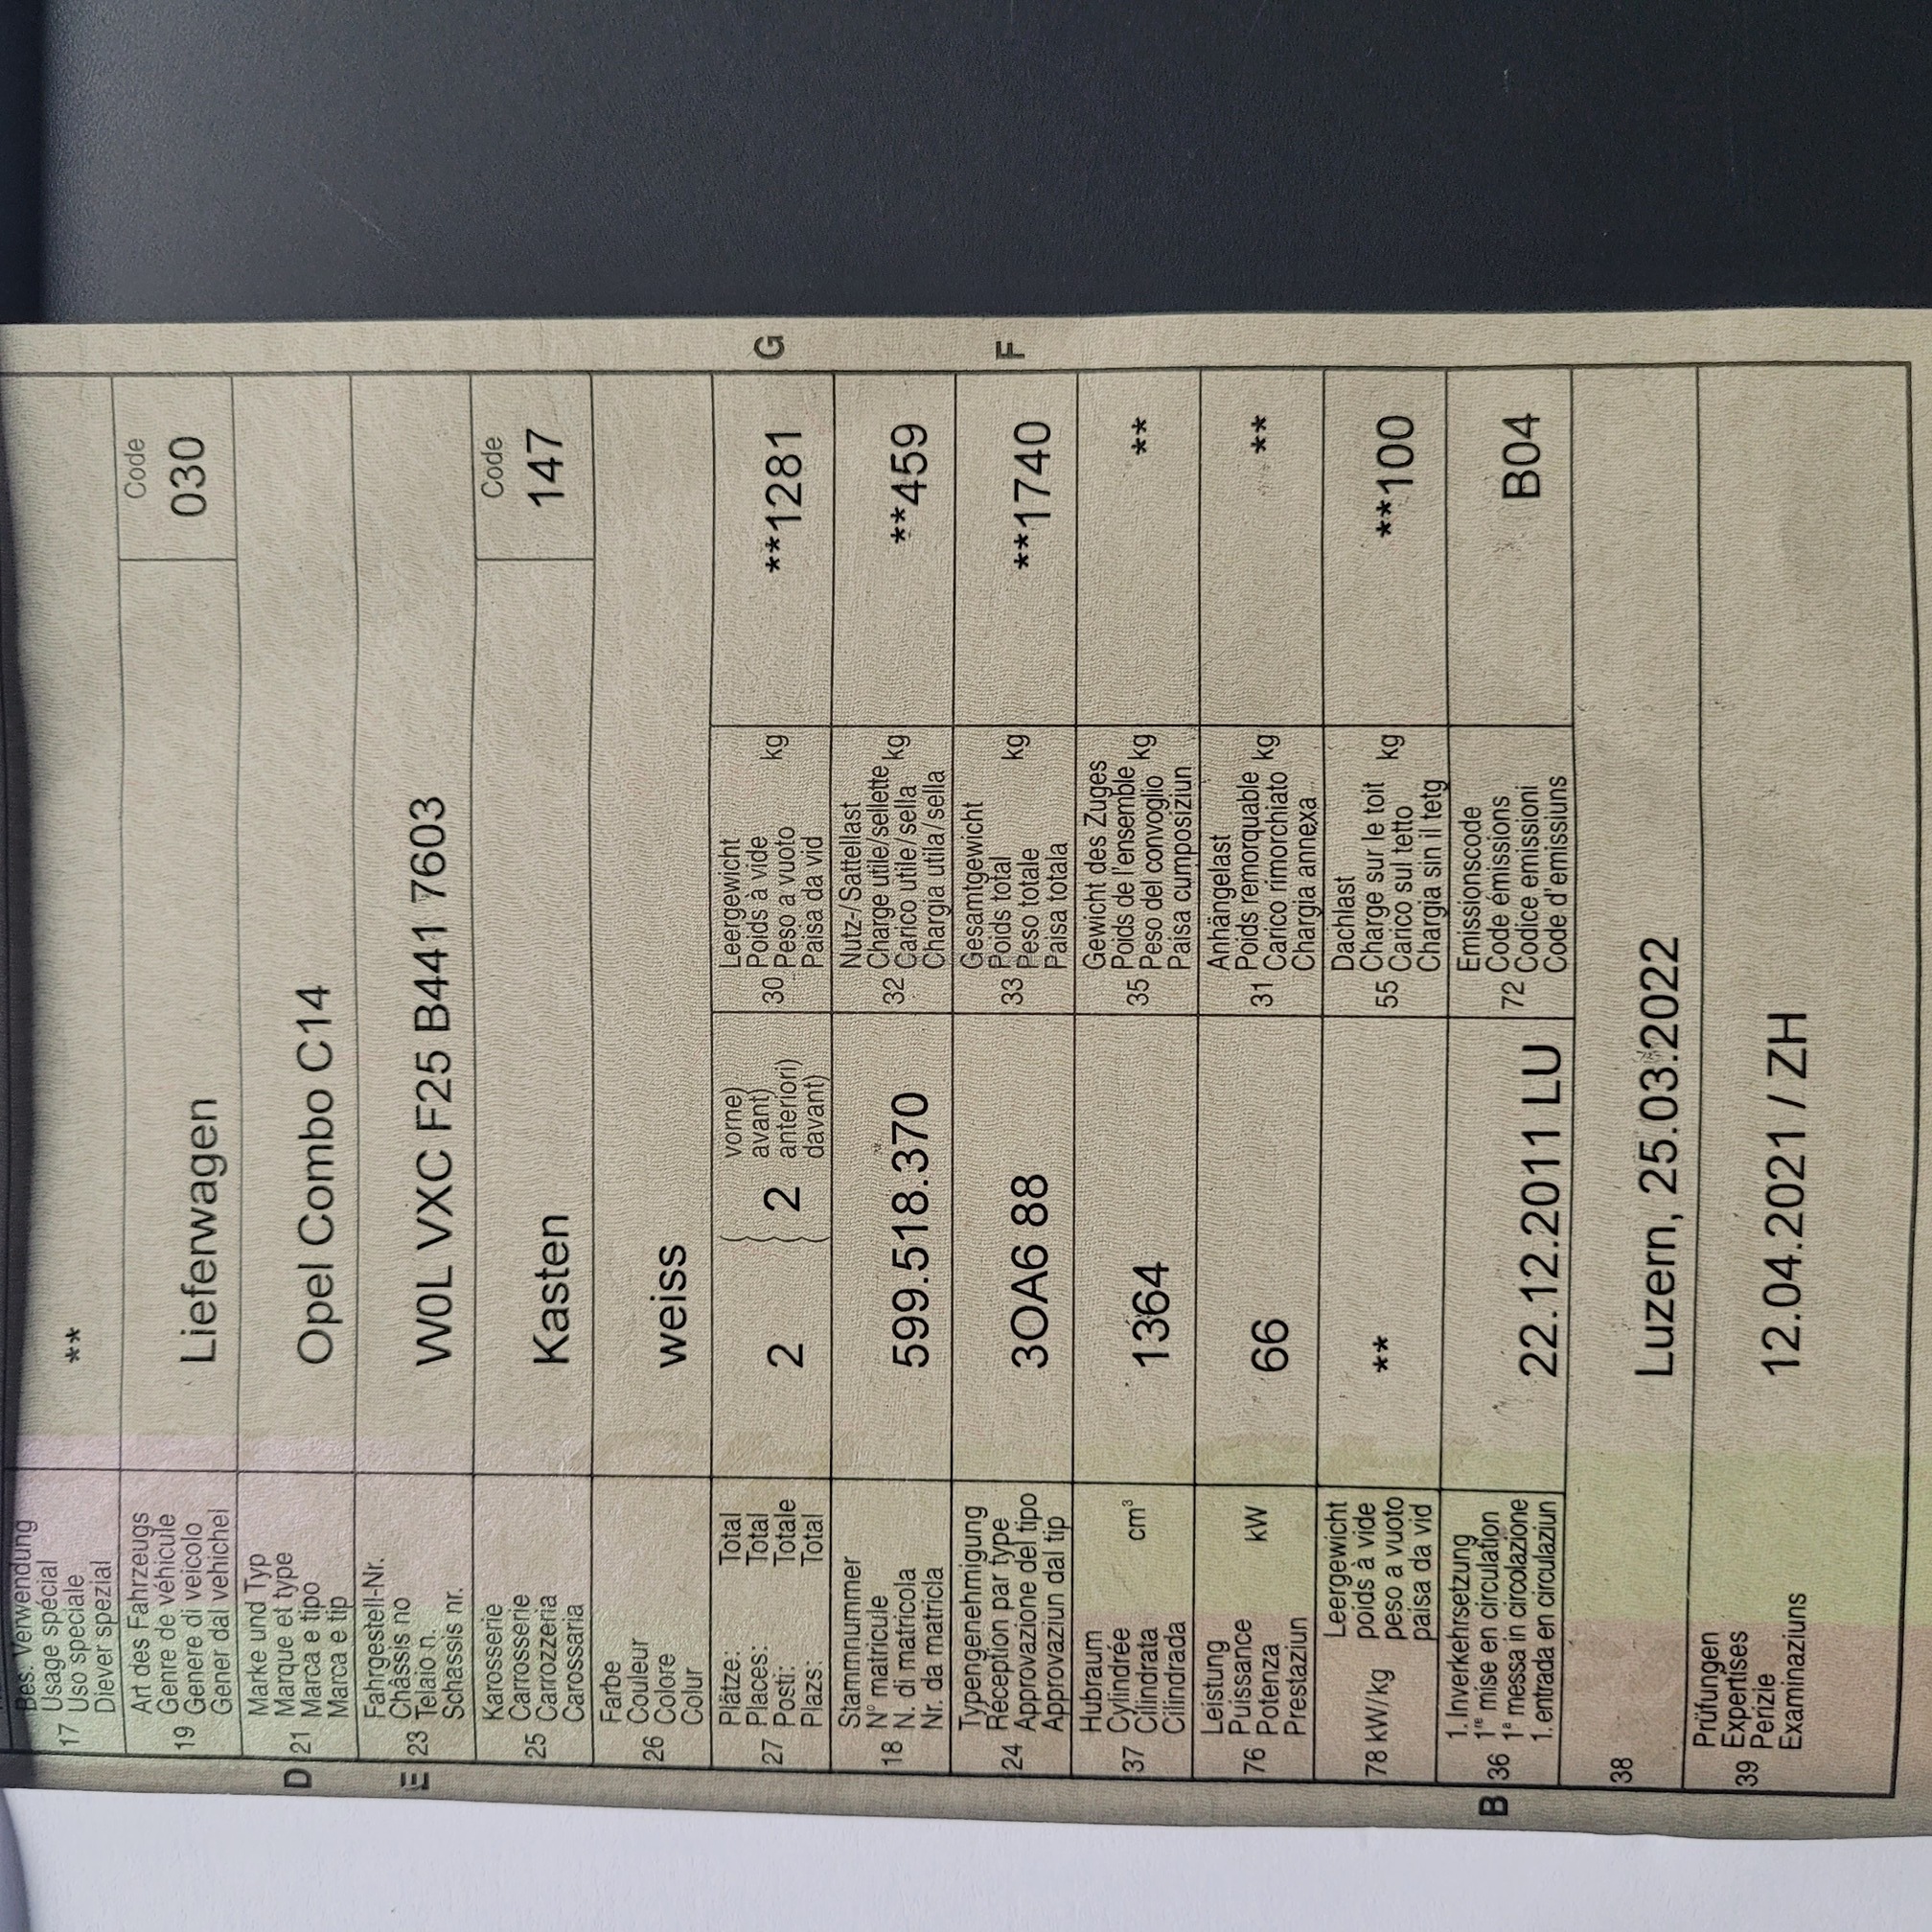 Bes. Verwendung
17 Usage spécial **
Uso speciale
Diever spezial
Art des Fahrzeugs Code
19 Genre de véhicule Lieferwagen 030
Genere di veicolo
Gener dal vehichel
Marke und Typ
D 21 Marque et type Opel Combo C14
Marca e tipo
Marca e tip
Fahrgestell-Nr.
E 23 Châssis no W0L VXC F25 B441 7603
Telaio n.
Schassis nr.
Karosserie Code
25 Carrosserie Kasten 147
Carrozzeria
Carossaria
Farbe
26 Couleur weiss
Colore
Colur
Plätze: Total vorne) Leergewicht
27 Places: Total 2 2 avant) 30 Poids à vide kg **1281 G
Posti: Totale anteriori) Peso a vuoto
Plazs: Total davant) Paisa da vid
Stammnummer Nutz-/Sattellast
18 N° matricule 599.518.370 32 Charge utile/sellette kg **459
N. di matricola Carico utile/sella
Nr. da matricla Chargia utila/sella
Typengenehmigung Gesamtgewicht
24 Réception par type 3OA6 88 33 Poids total kg **1740 F
Approvazione del tipo Peso totale
Approvaziun dal tip Paisa totala
Hubraum Gewicht des Zuges
37 Cylindrée cm³ 1364 35 Poids de l'ensemble kg **
Cilindrata Peso del convoglio
Cilindrada Paisa cumposiziun
Leistung Anhängelast
76 Puissance kW 66 31 Poids remorquable kg **
Potenza Carico rimorchiato
Prestaziun Chargia annexa
Leergewicht Dachlast
78 kW/kg poids à vide ** 55 Charge sur le toit kg **100
peso a vuoto Carico sul tetto
paisa da vid Chargia sin il tetg
1. Inverkehrsetzung Emissionscode
B 36 1re mise en circulation 22.12.2011 LU 72 Code émissions B04
1a messa in circolazione Codice emissioni
1. entrada en circulaziun Code d'emissiuns
38 Luzern, 25.03.2022
Prüfungen
39 Expertises 12.04.2021 / ZH
Perizie
Examinaziuns